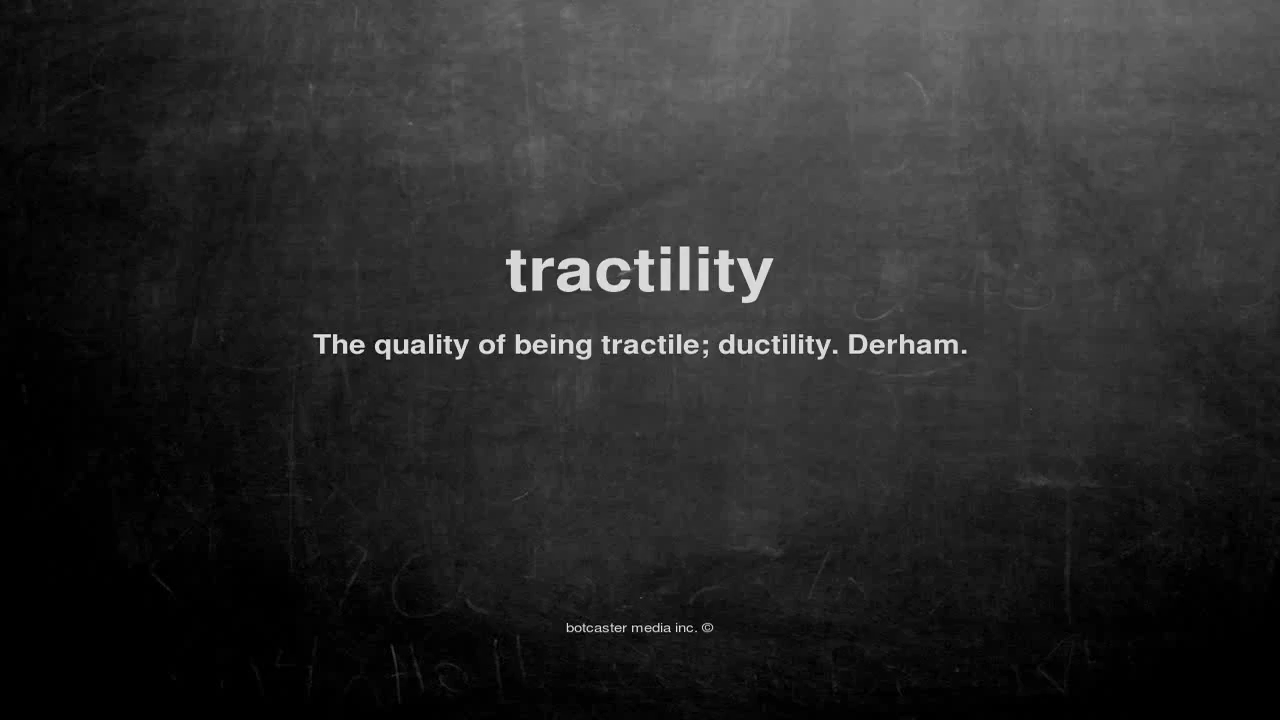 tractility
The quality of being tractile; ductility. Derham.
botcaster media inc. ©